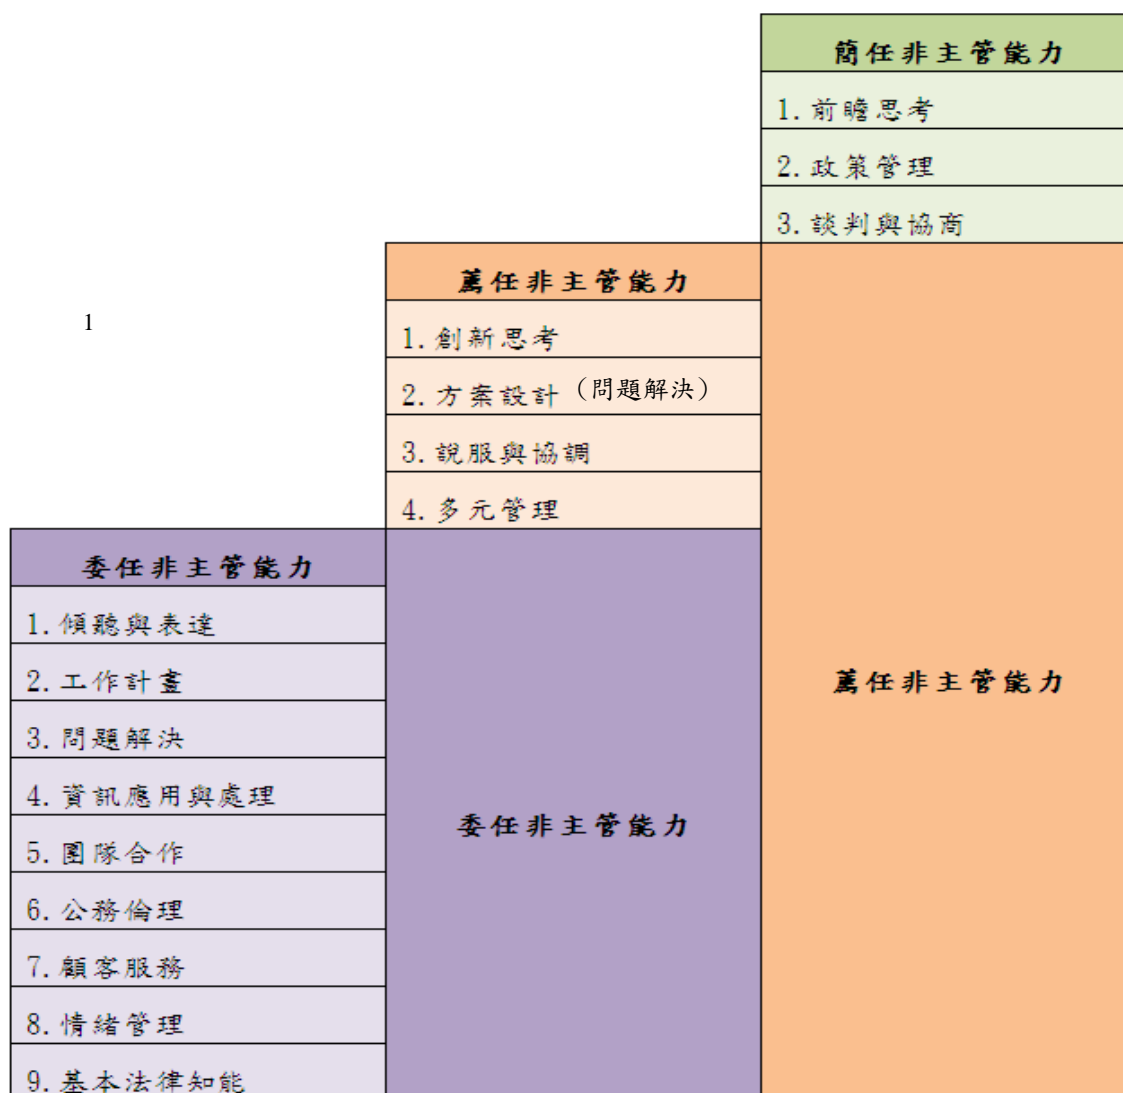 簡任非主管能力
1.前瞻思考
2.政策管理
3.談判與協商
薦任非主管能力
1
1.創新思考
2.方案設計（問題解決）
3.說服與協調
4.多元管理
委任非主管能力
1.傾聽與表達
2.工作計畫
3.問題解決
4.資訊應用與處理
5.團隊合作
6.公務倫理
7.顧客服務
8.情緒管理
9.基本法律知能
委任非主管能力
薦任非主管能力